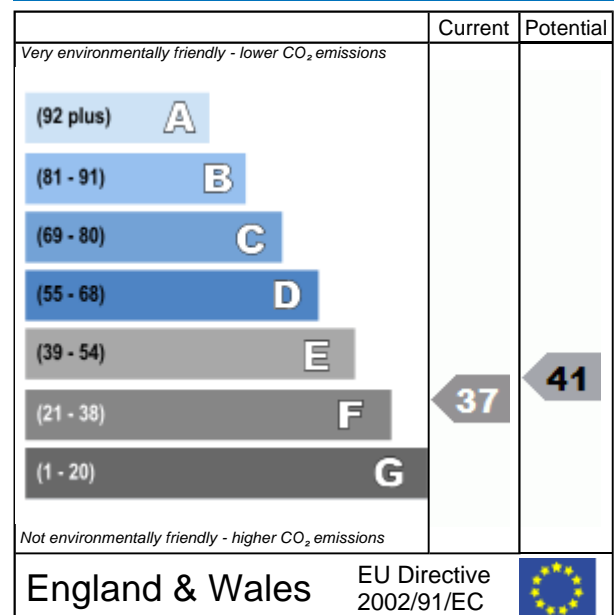 Current Potential
Very environmentally friendly - lower CO₂ emissions
(92 plus) A
(81 - 91) B
(69 - 80) C
(55 - 68) D
(39 - 54) E
41
(21 - 38) F
37
(1 - 20) G
Not environmentally friendly - higher CO₂ emissions
England & Wales
EU Directive
2002/91/EC